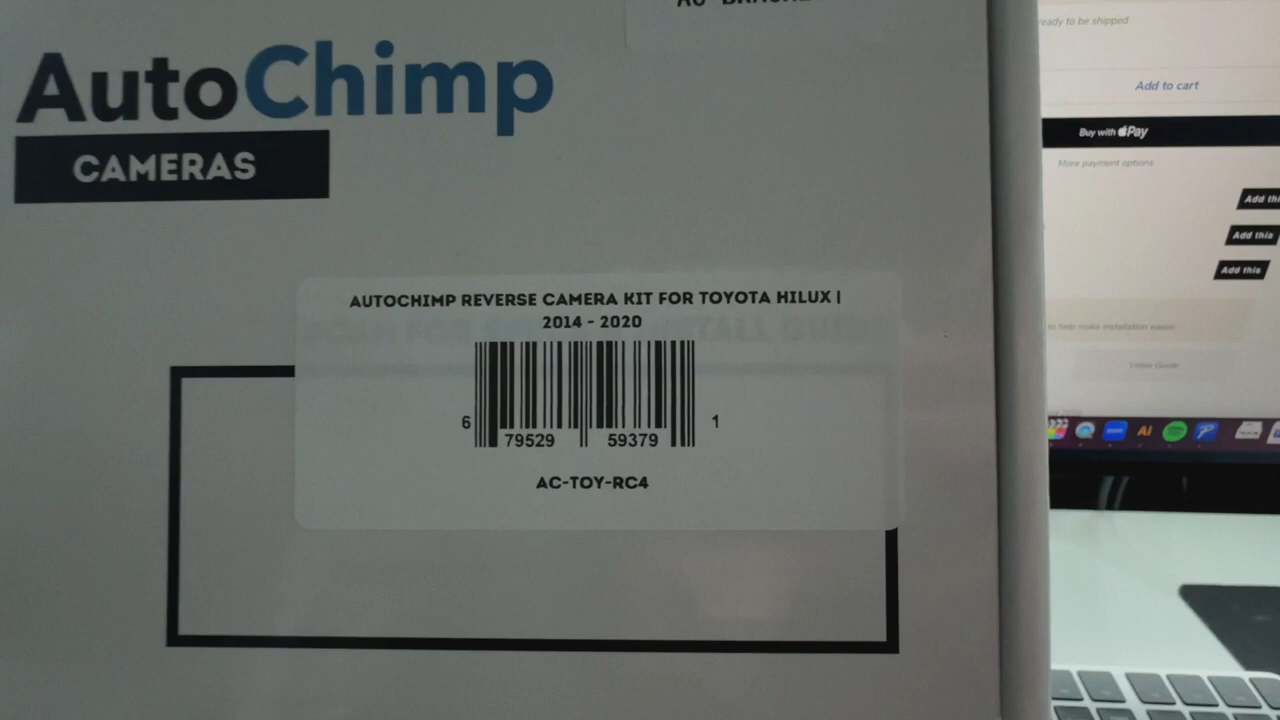 AutoChimp
CAMERAS
AUTOCHIMP REVERSE CAMERA KIT FOR TOYOTA HILUX |
2014 - 2020
6 79529 59379 1
AC-TOY-RC4
ready to be shipped
Add to cart
Buy with Pay
More payment options
Add thi
Add this
Add this
to help make installation easier
Video Guide
Ai